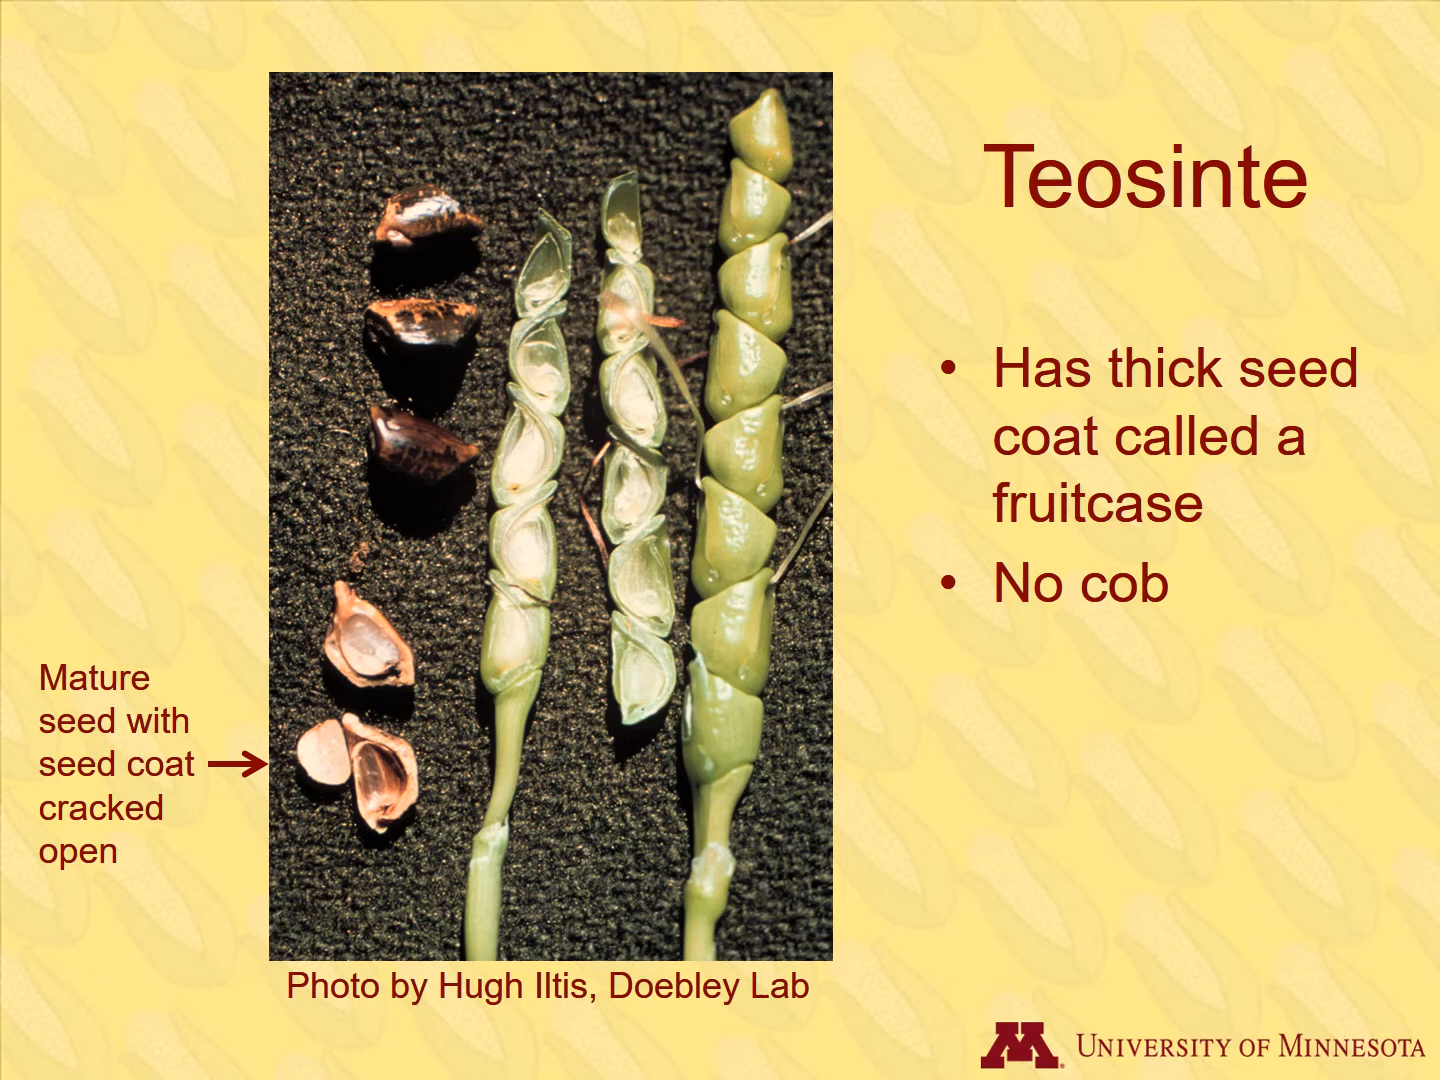 Teosinte
• Has thick seed
coat called a
fruitcase
• No cob
Mature
seed with
seed coat
cracked
open
Photo by Hugh Iltis, Doebley Lab
M
UNIVERSITY OF MINNESOTA